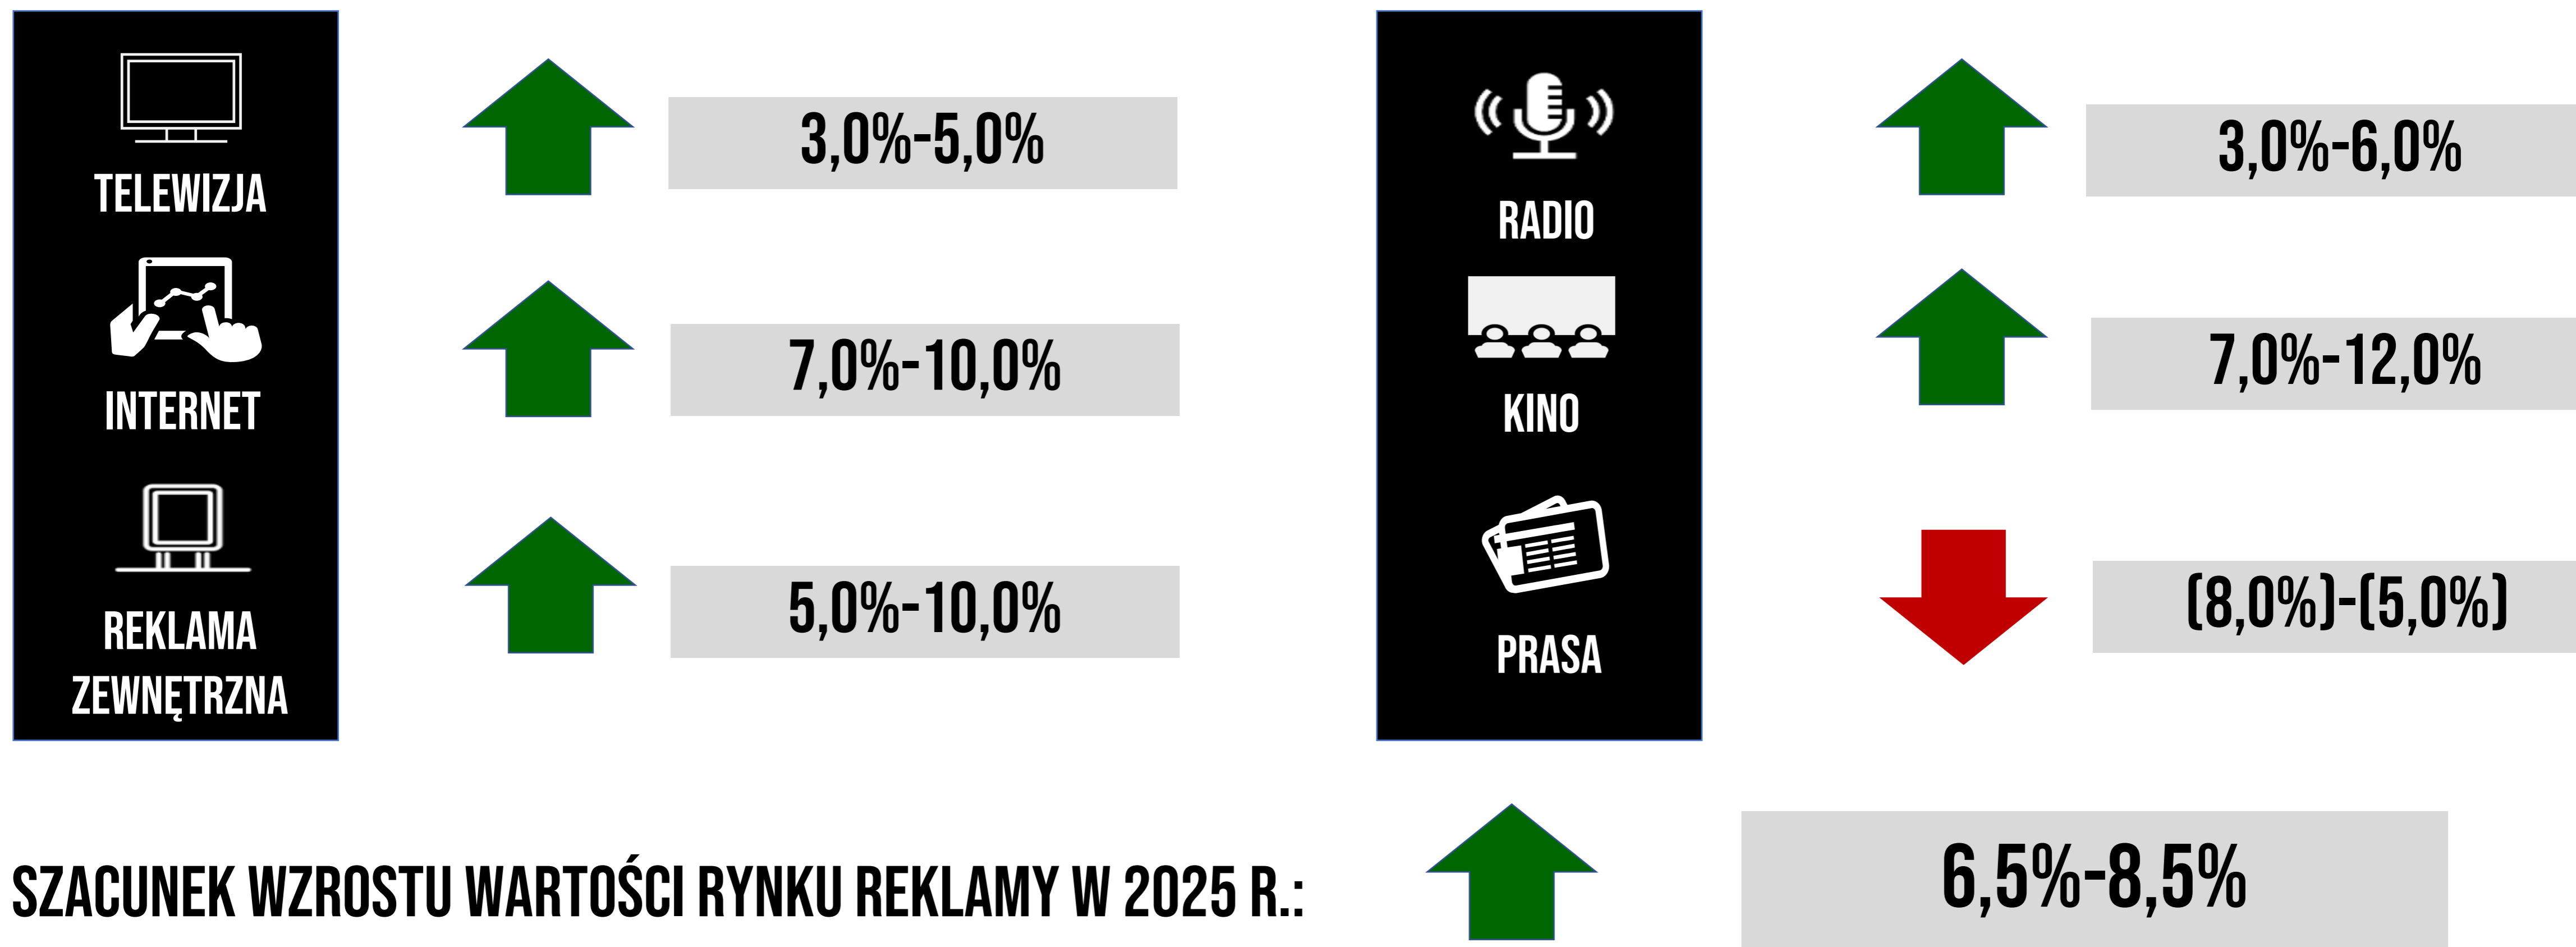 TELEWIZJA
3,0%-5,0%
INTERNET
7,0%-10,0%
REKLAMA
ZEWNĘTRZNA
5,0%-10,0%
RADIO
3,0%-6,0%
KINO
7,0%-12,0%
PRASA
(8,0%)-(5,0%)
SZACUNEK WZROSTU WARTOŚCI RYNKU REKLAMY W 2025 R.:
6,5%-8,5%